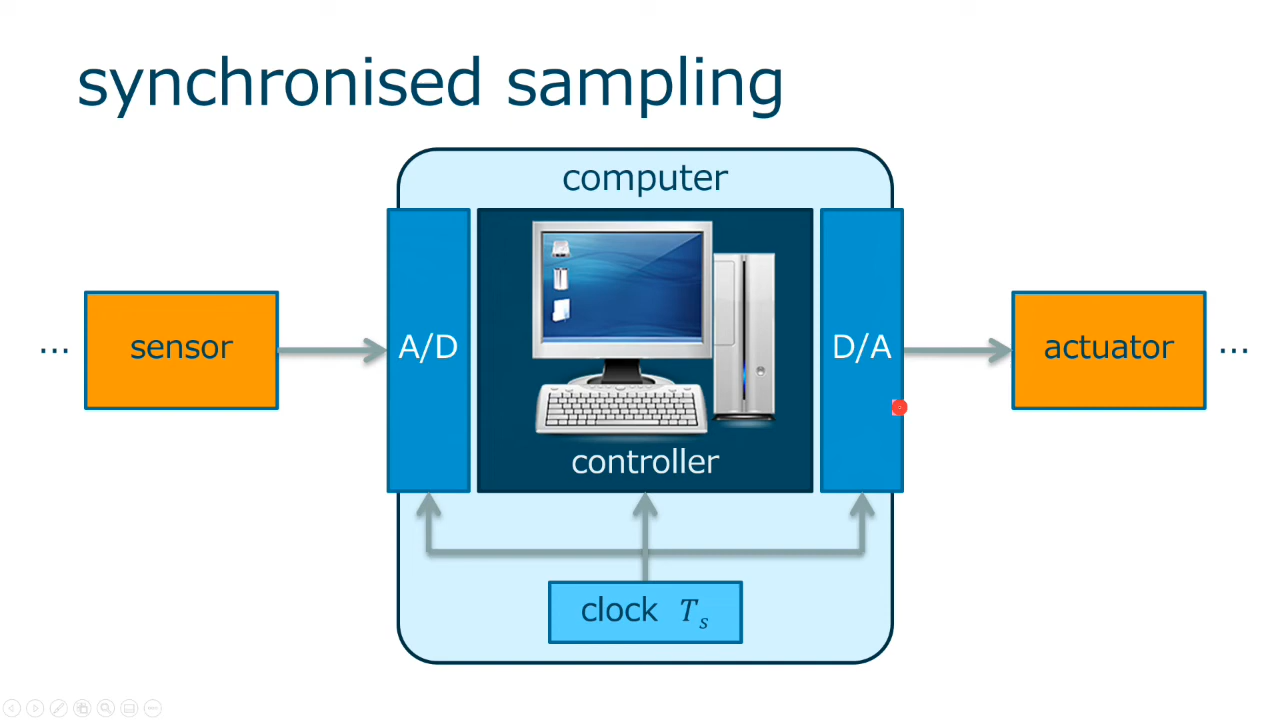 synchronised sampling
computer
... sensor A/D D/A actuator ...
controller
clock Tₛ